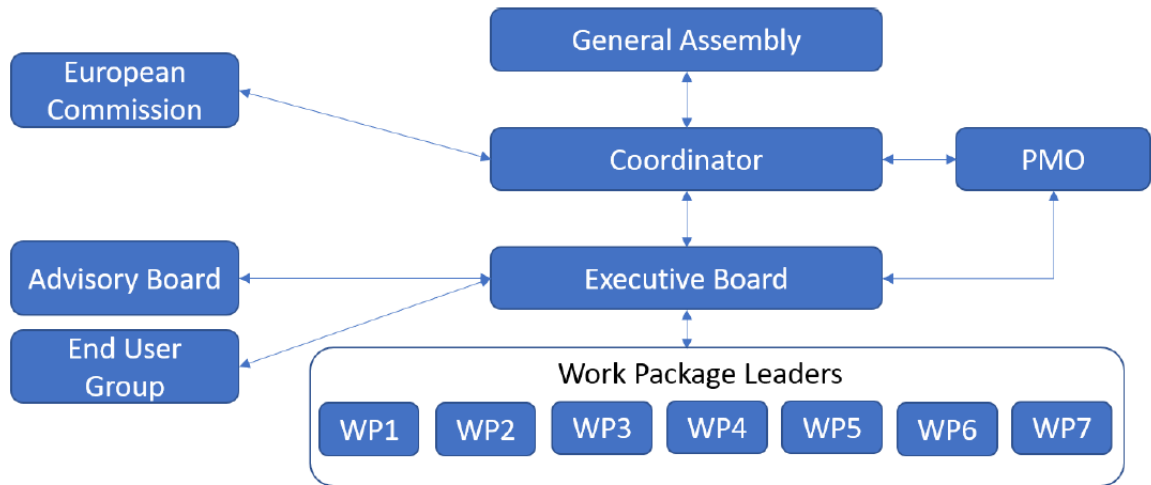 General Assembly
European
Commission
Coordinator
PMO
Advisory Board
Executive Board
End User
Group
Work Package Leaders
WP1
WP2
WP3
WP4
WP5
WP6
WP7